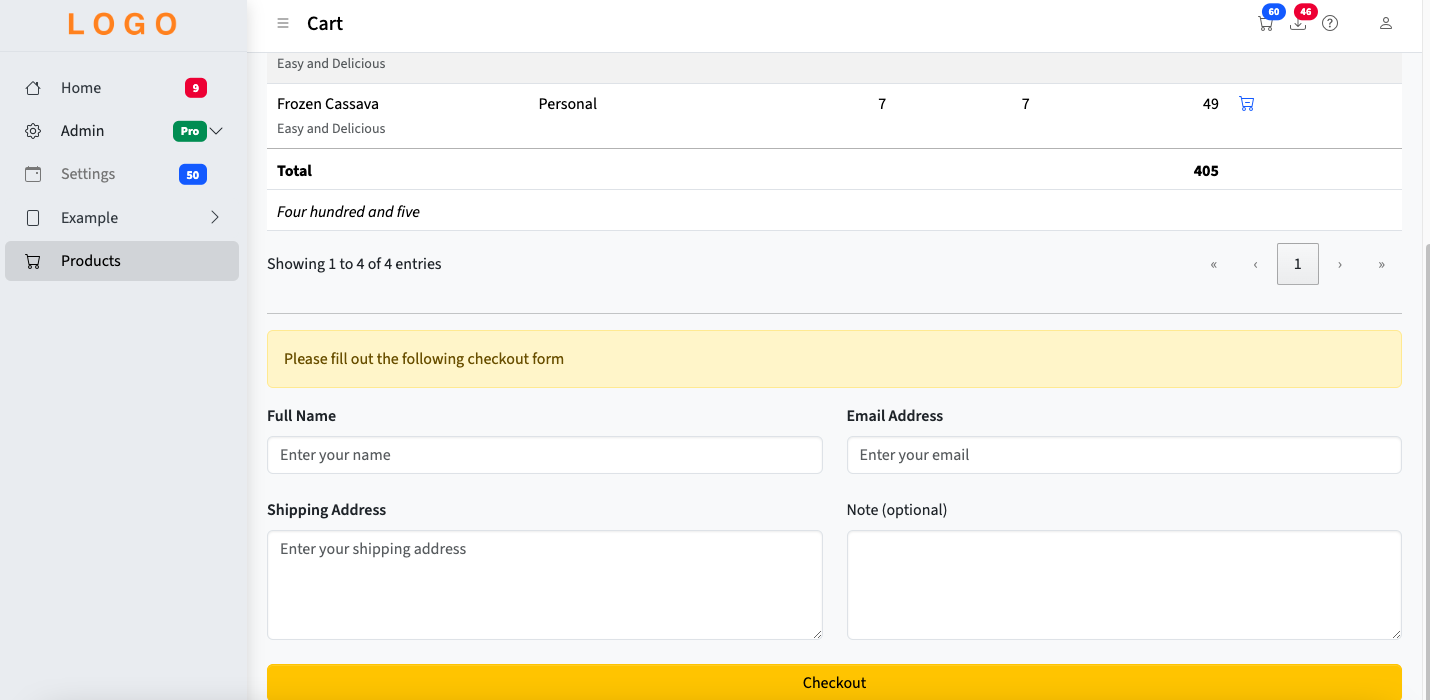 LOGO
Cart
60
46
Home 9
Admin Pro
Settings 50
Example
Products
Easy and Delicious
Frozen Cassava Personal 7 7 49
Easy and Delicious
Total 405
Four hundred and five
Showing 1 to 4 of 4 entries
« ‹ 1 › »
Please fill out the following checkout form
Full Name
Enter your name
Email Address
Enter your email
Shipping Address
Enter your shipping address
Note (optional)
Checkout